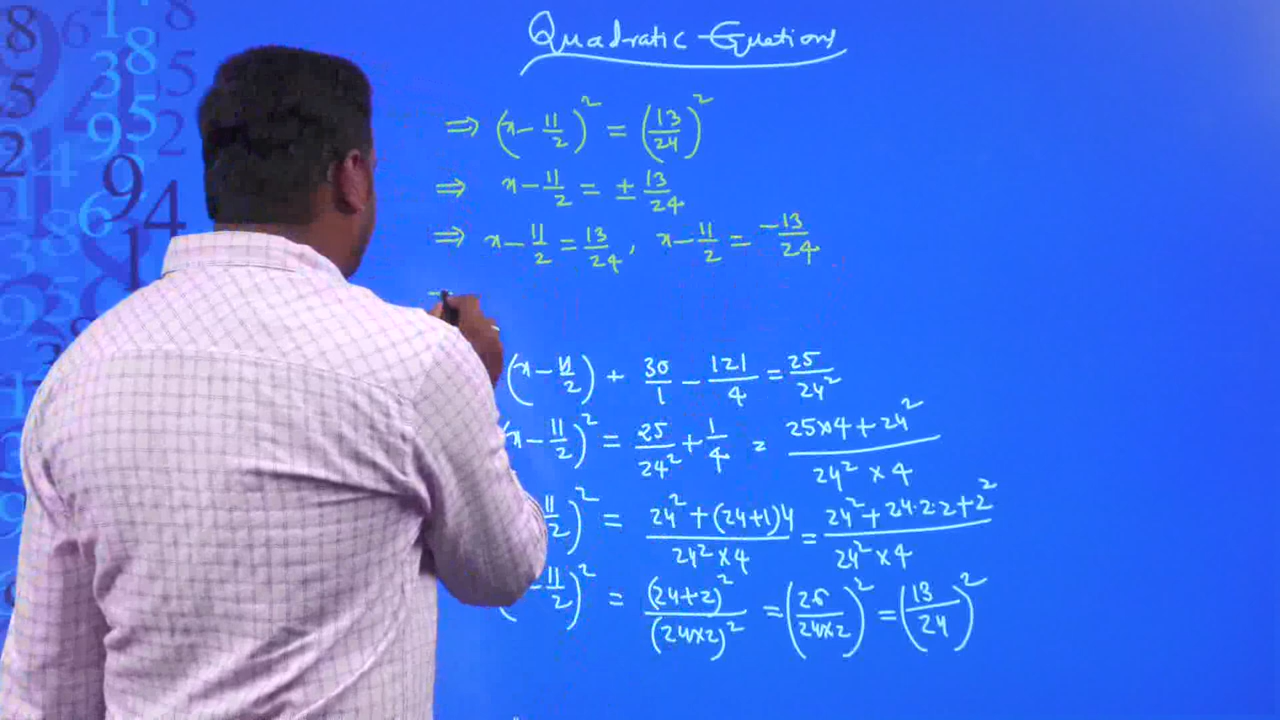 Quadratic Equetions
⇒ (x - 11/2)² = (13/24)²
⇒ x - 11/2 = ± 13/24
⇒ x - 11/2 = 13/24, x - 11/2 = -13/24
(x - 11/2) + 30/1 - 121/4 = 25/24²
(x - 11/2)² = 25/24² + 1/4 = (25×4+24²)/(24² × 4)
11/2)² = (24² + (24+1)4)/(24² × 4) = (24² + 24·2·2 + 2²)/(24² × 4)
- 11/2)² = (24+2)²/(24×2)² = (26/(24×2))² = (13/24)²